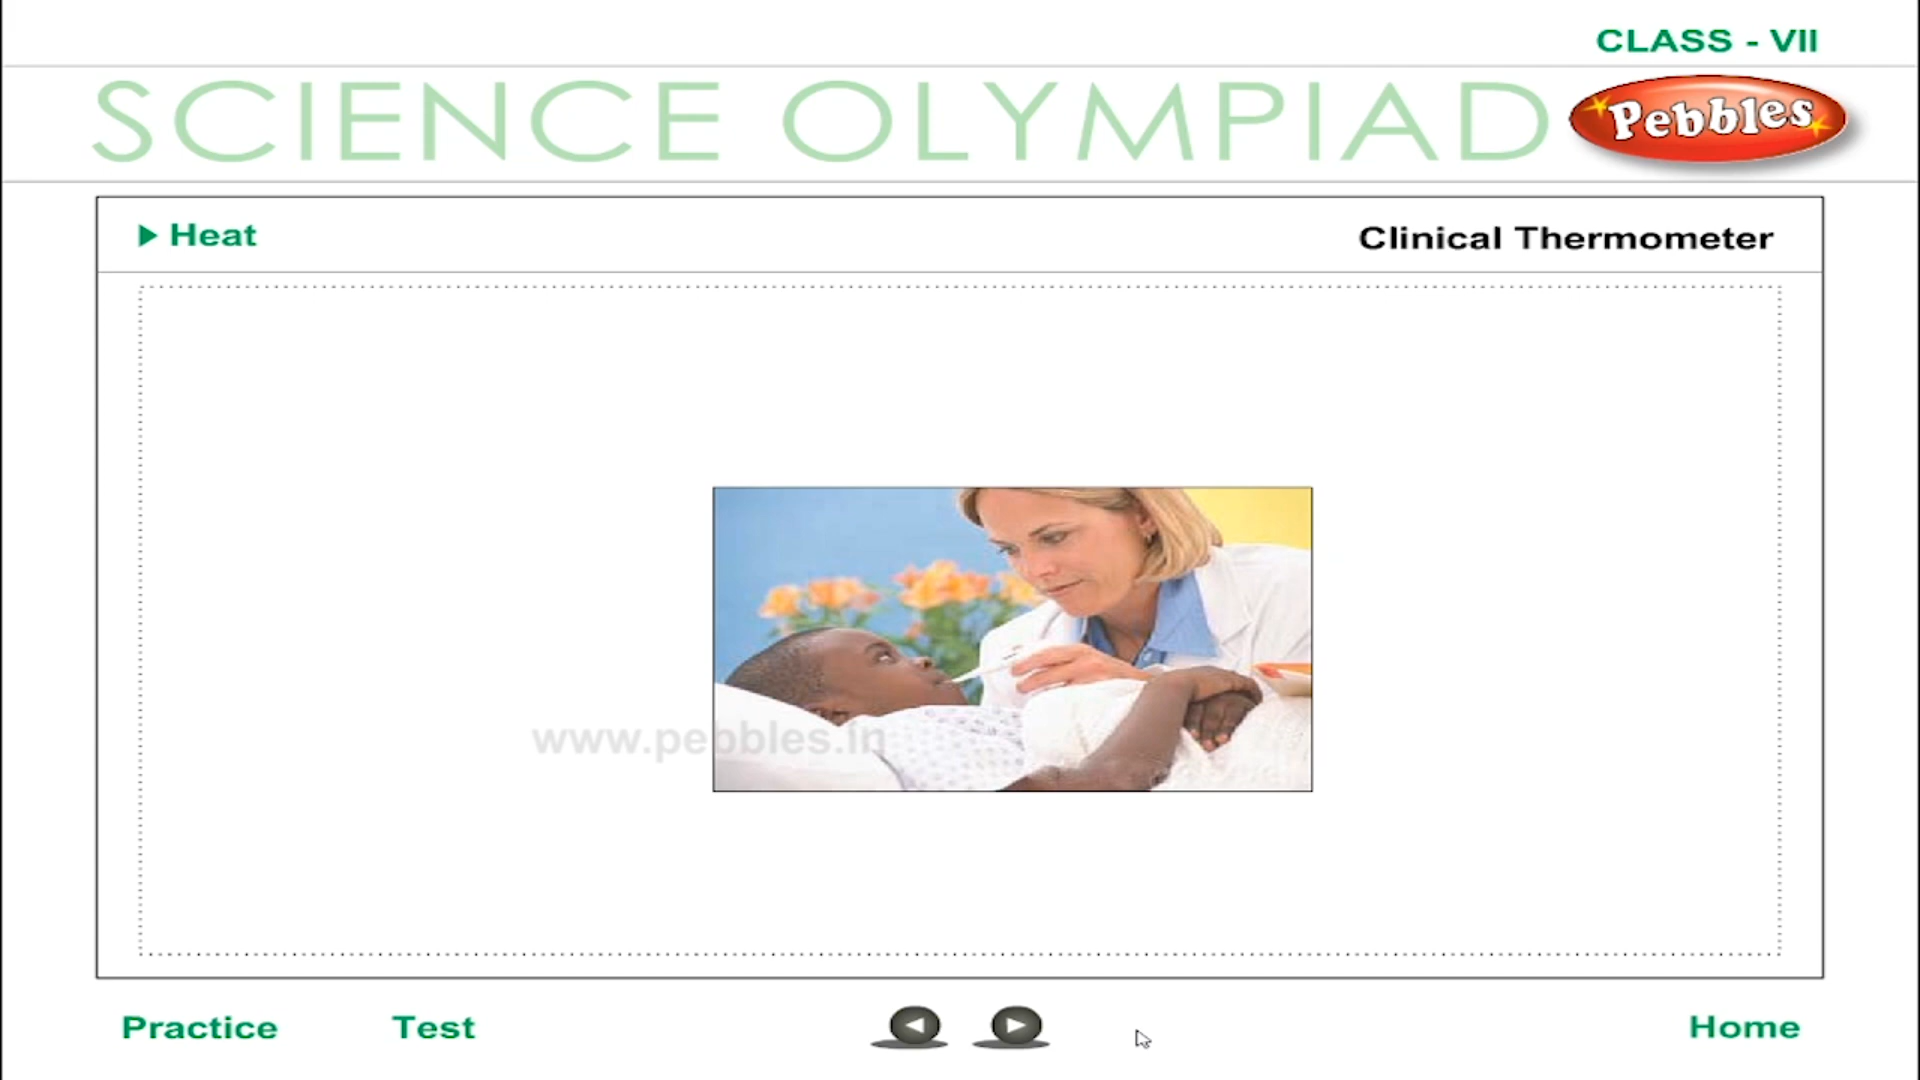 CLASS - VII
SCIENCE OLYMPIAD
Pebbles
Heat
Clinical Thermometer
www.pebbles.in
Practice
Test
Home